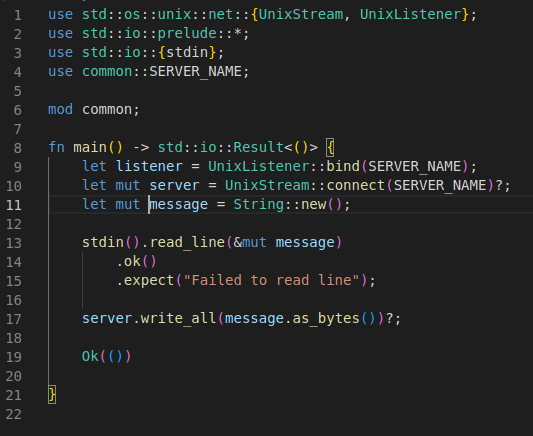 1 use std::os::unix::net::{UnixStream, UnixListener};
2 use std::io::prelude::*;
3 use std::io::{stdin};
4 use common::SERVER_NAME;
5
6 mod common;
7
8 fn main() -> std::io::Result<()> {
9     let listener = UnixListener::bind(SERVER_NAME);
10     let mut server = UnixStream::connect(SERVER_NAME)?;
11     let mut message = String::new();
12
13     stdin().read_line(&mut message)
14         .ok()
15         .expect("Failed to read line");
16
17     server.write_all(message.as_bytes())?;
18
19     Ok(())
20
21 }
22